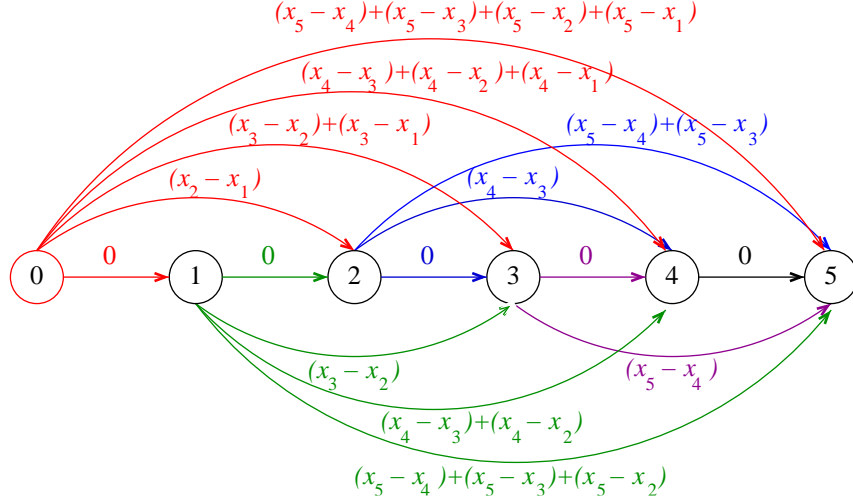 (x₅ − x₄)+(x₅ − x₃)+(x₅ − x₂)+(x₅ − x₁)
(x₄ − x₃)+(x₄ − x₂)+(x₄ − x₁)
(x₃ − x₂)+(x₃ − x₁)
(x₅ − x₄)+(x₅ − x₃)
(x₂ − x₁)
(x₄ − x₃)
0 0 0 0 0
0 1 2 3 4 5
(x₃ − x₂)
(x₅ − x₄)
(x₄ − x₃)+(x₄ − x₂)
(x₅ − x₄)+(x₅ − x₃)+(x₅ − x₂)